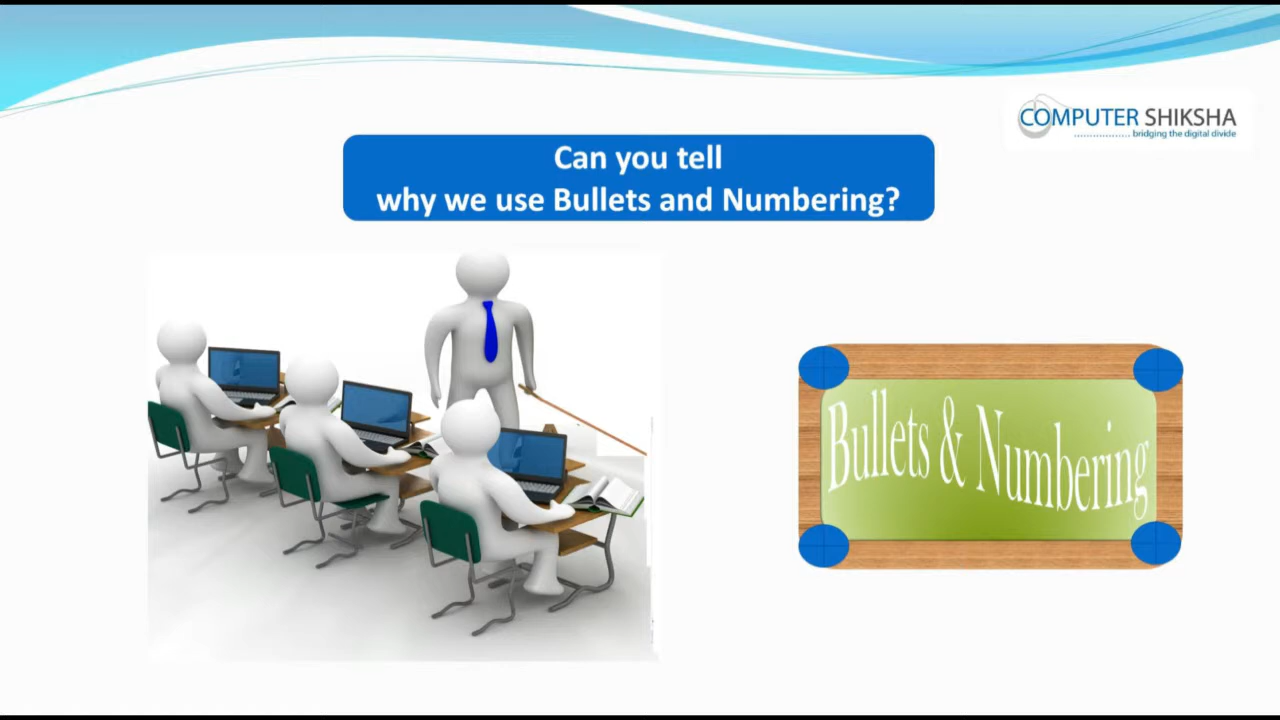 COMPUTER SHIKSHA
bridging the digital divide
Can you tell
why we use Bullets and Numbering?
Bullets & Numbering